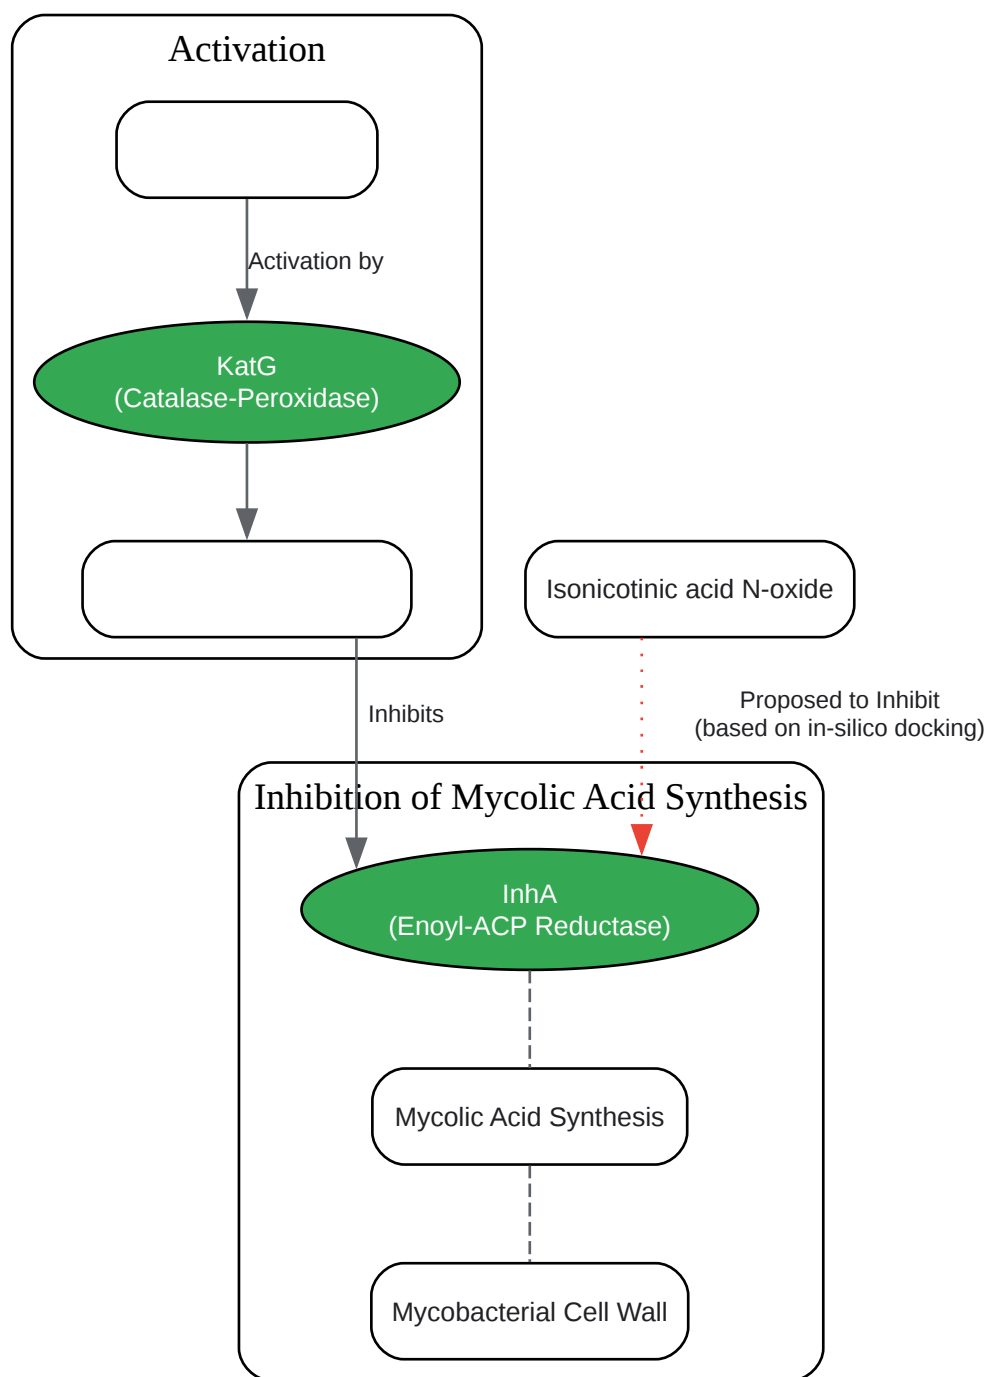 Activation
Activation by
KatG
(Catalase-Peroxidase)
Isonicotinic acid N-oxide
Inhibits
Proposed to Inhibit
(based on in-silico docking)
Inhibition of Mycolic Acid Synthesis
InhA
(Enoyl-ACP Reductase)
Mycolic Acid Synthesis
Mycobacterial Cell Wall